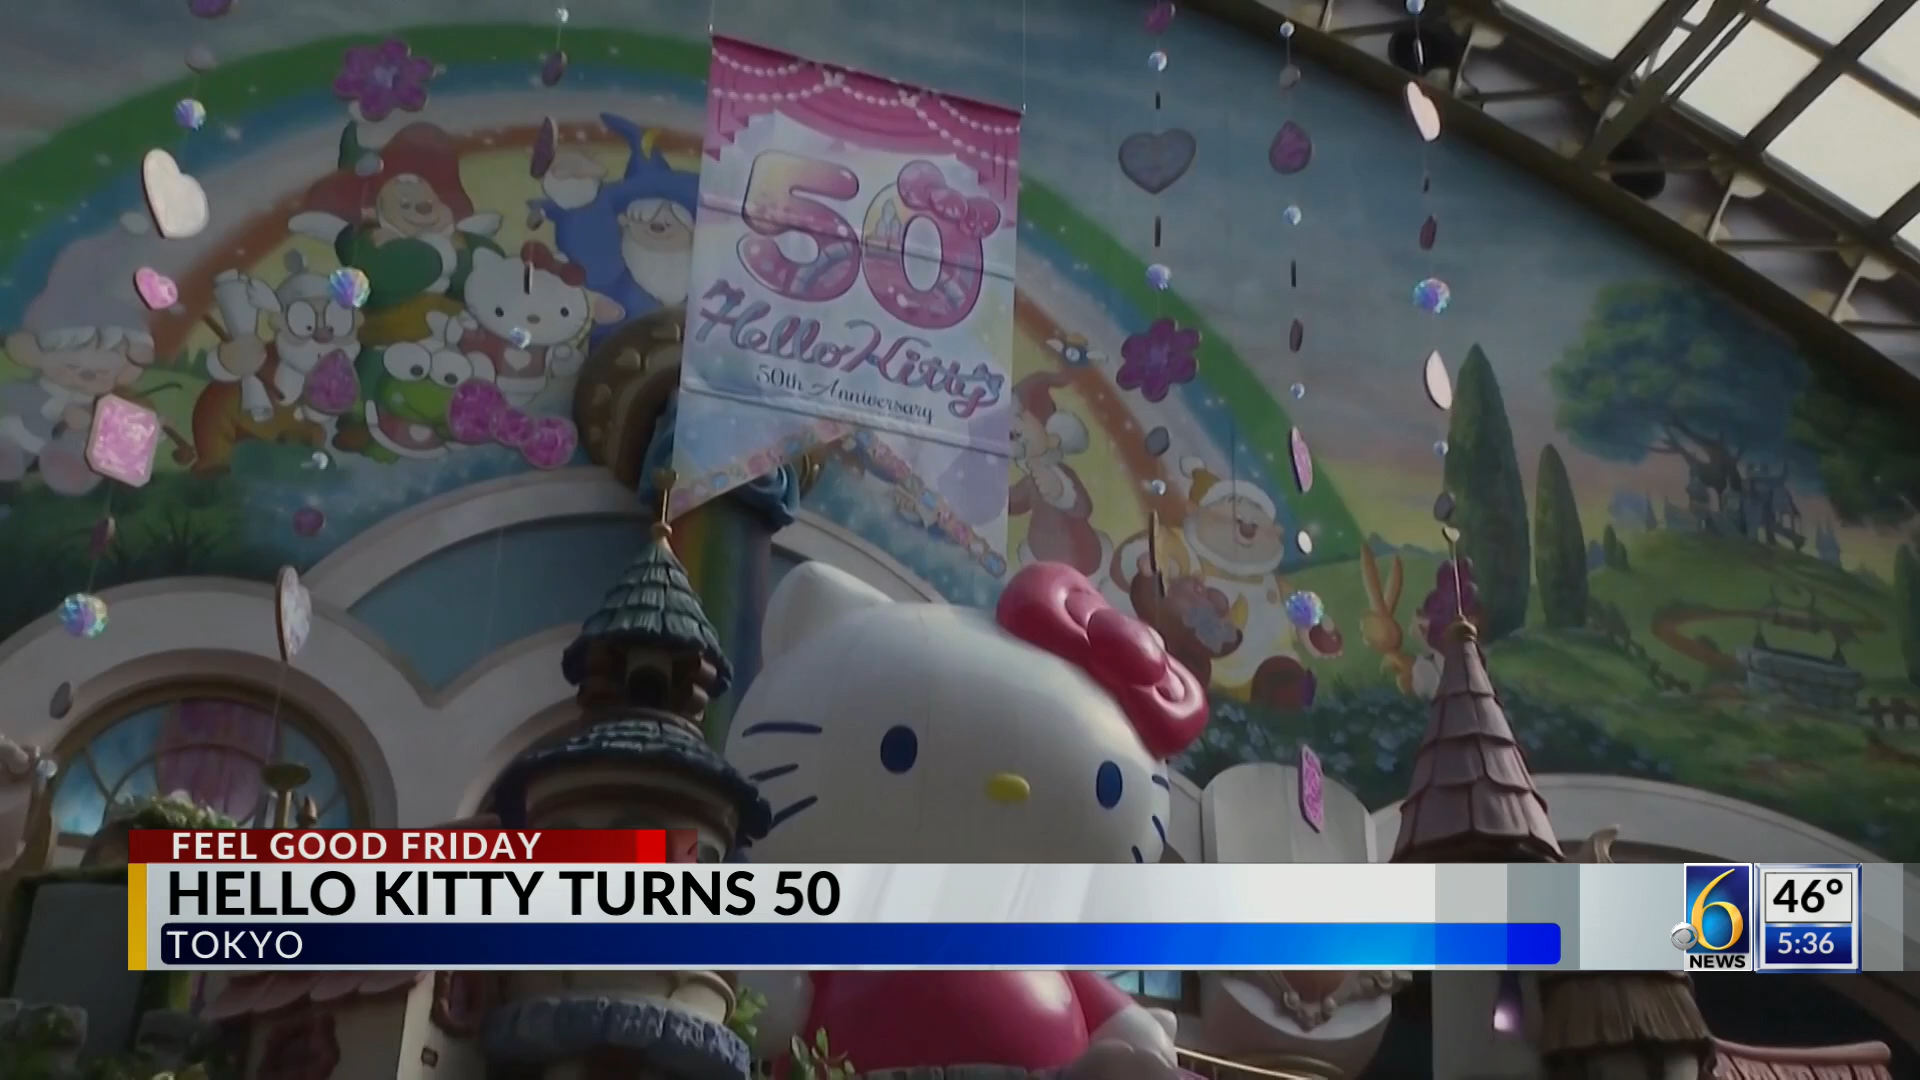 50
Hello Kitty
50th Anniversary
FEEL GOOD FRIDAY
HELLO KITTY TURNS 50
TOKYO
6
NEWS
46°
5:36